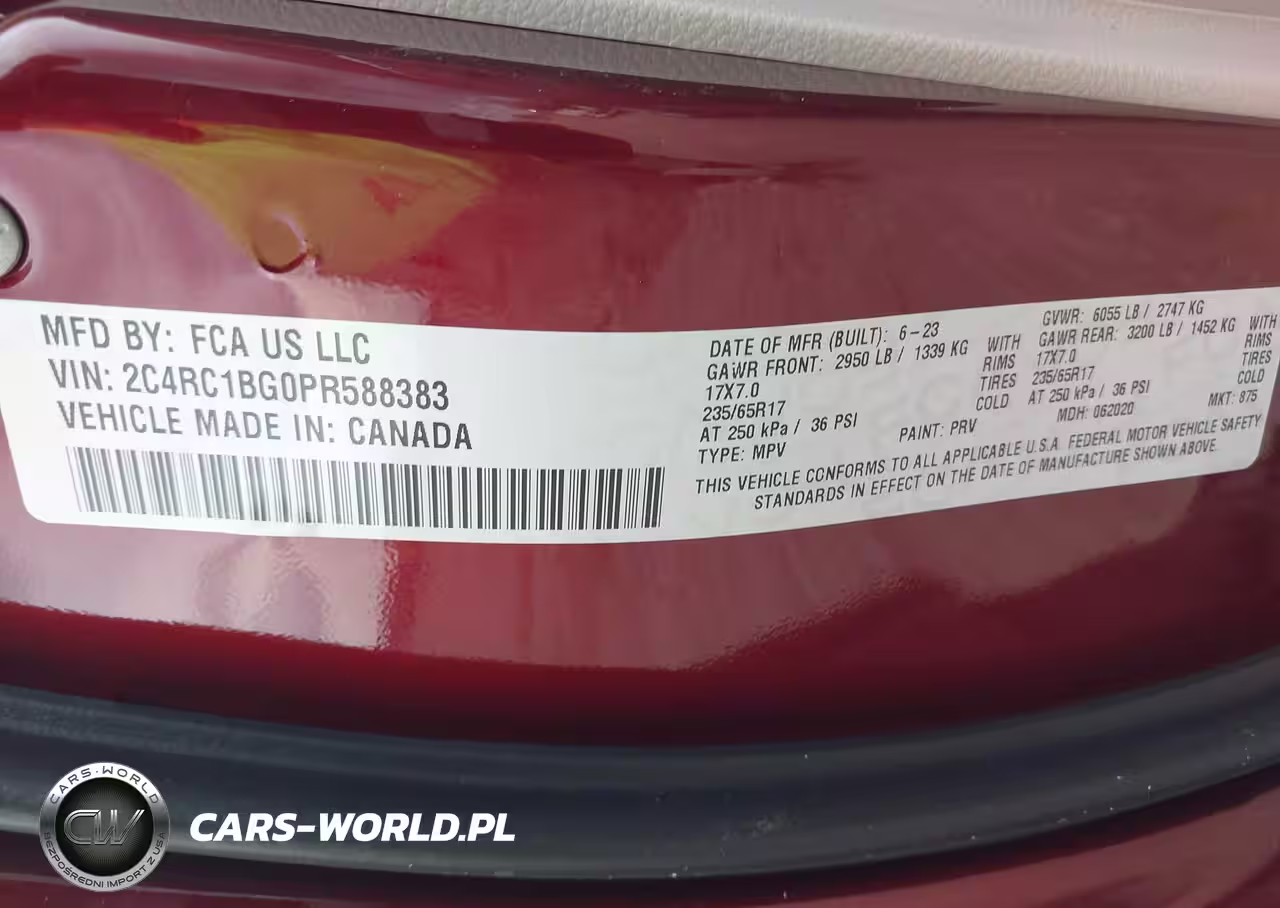 MFD BY: FCA US LLC
VIN: 2C4RC1BG0PR588383
VEHICLE MADE IN: CANADA
DATE OF MFR (BUILT): 6-23
GAWR FRONT: 2950 LB / 1339 KG WITH
17X7.0 RIMS
235/65R17 TIRES
AT 250 kPa / 36 PSI COLD
TYPE: MPV
PAINT: PRV
GVWR: 6055 LB / 2747 KG
GAWR REAR: 3200 LB / 1452 KG WITH
17X7.0 RIMS
235/65R17 TIRES
AT 250 kPa / 36 PSI COLD
MDH: 062020 MKT: 875
THIS VEHICLE CONFORMS TO ALL APPLICABLE U.S.A. FEDERAL MOTOR VEHICLE SAFETY
STANDARDS IN EFFECT ON THE DATE OF MANUFACTURE SHOWN ABOVE.
CARS-WORLD
CW
BEZPOŚREDNI IMPORT Z USA
CARS-WORLD.PL